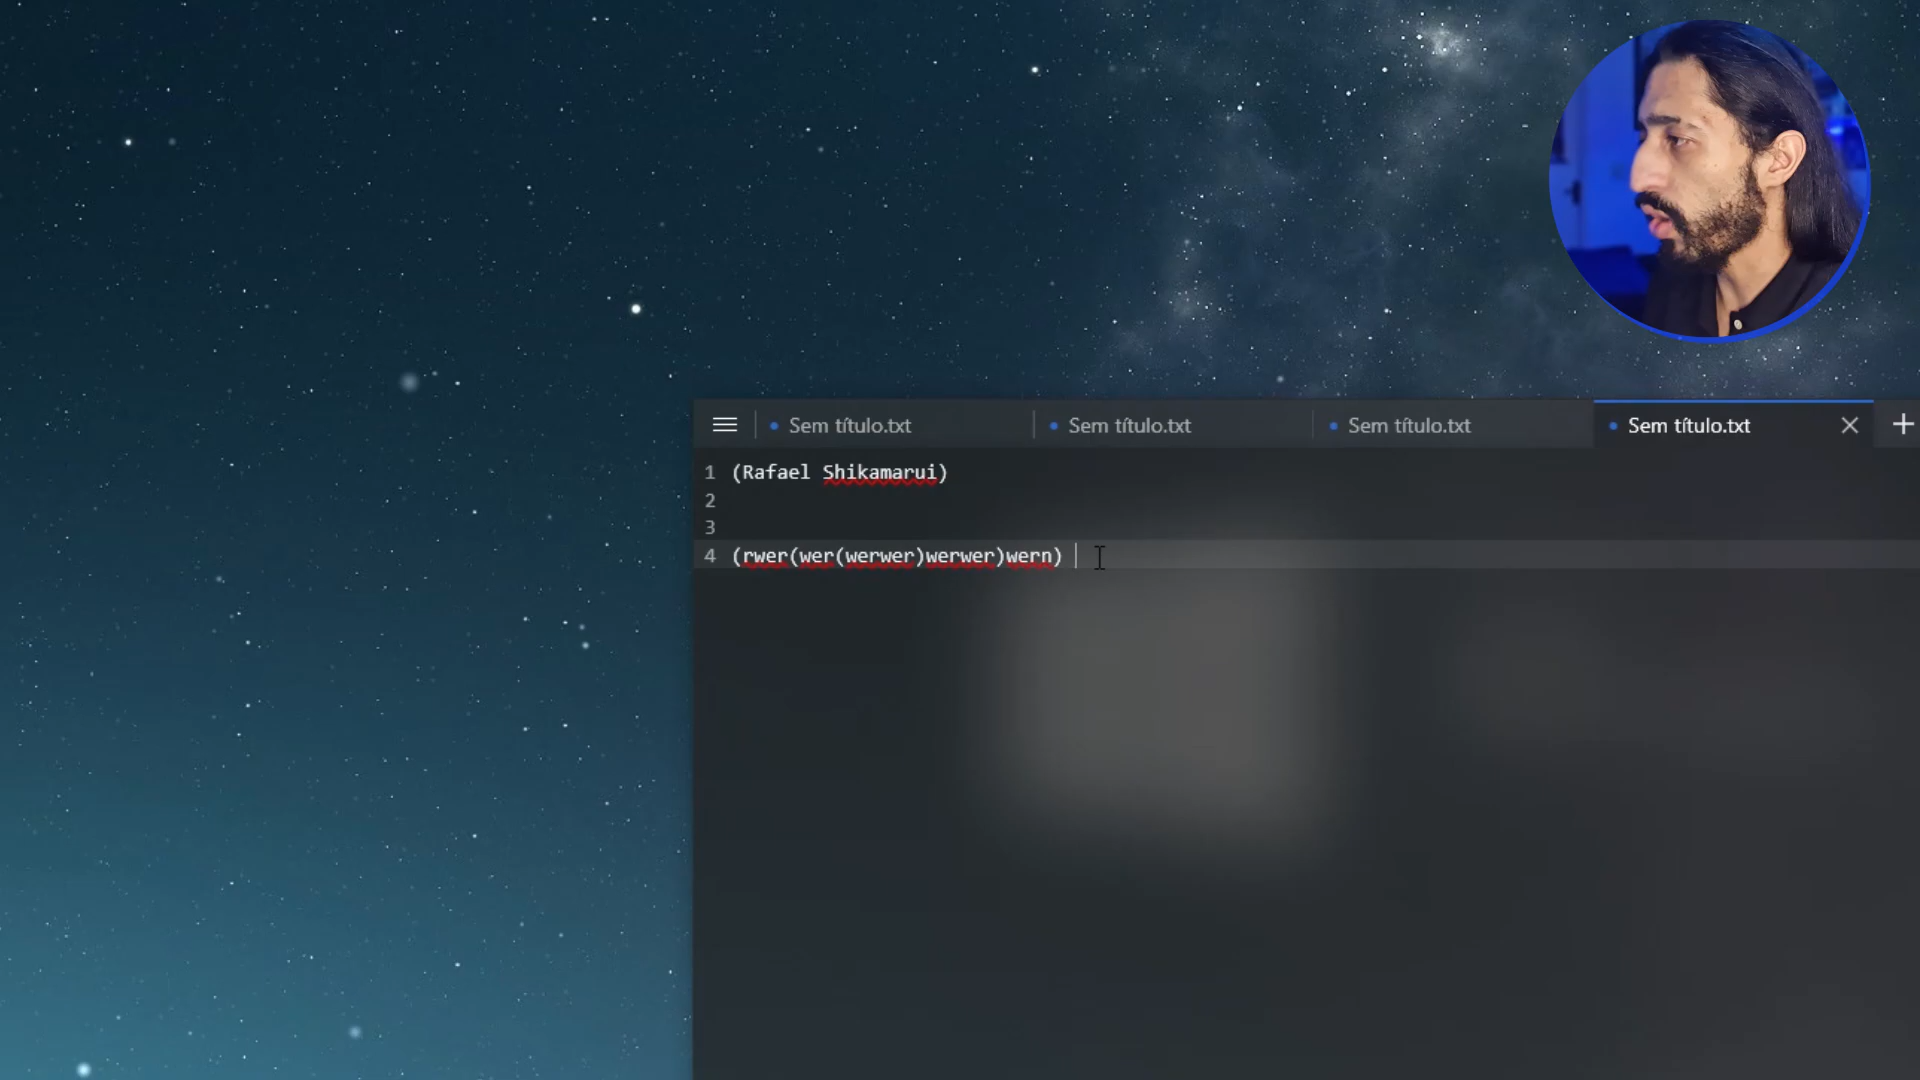 Sem título.txt Sem título.txt Sem título.txt Sem título.txt
1 (Rafael Shikamarui)
2
3
4 (rwer(wer(werwer)werwer)wern)